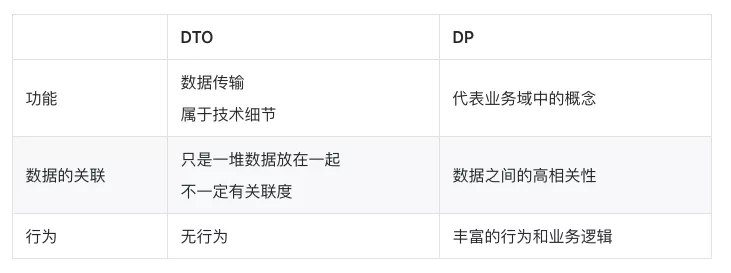 DTO
DP
功能
数据传输
属于技术细节
代表业务域中的概念
数据的关联
只是一堆数据放在一起
不一定有关联度
数据之间的高相关性
行为
无行为
丰富的行为和业务逻辑